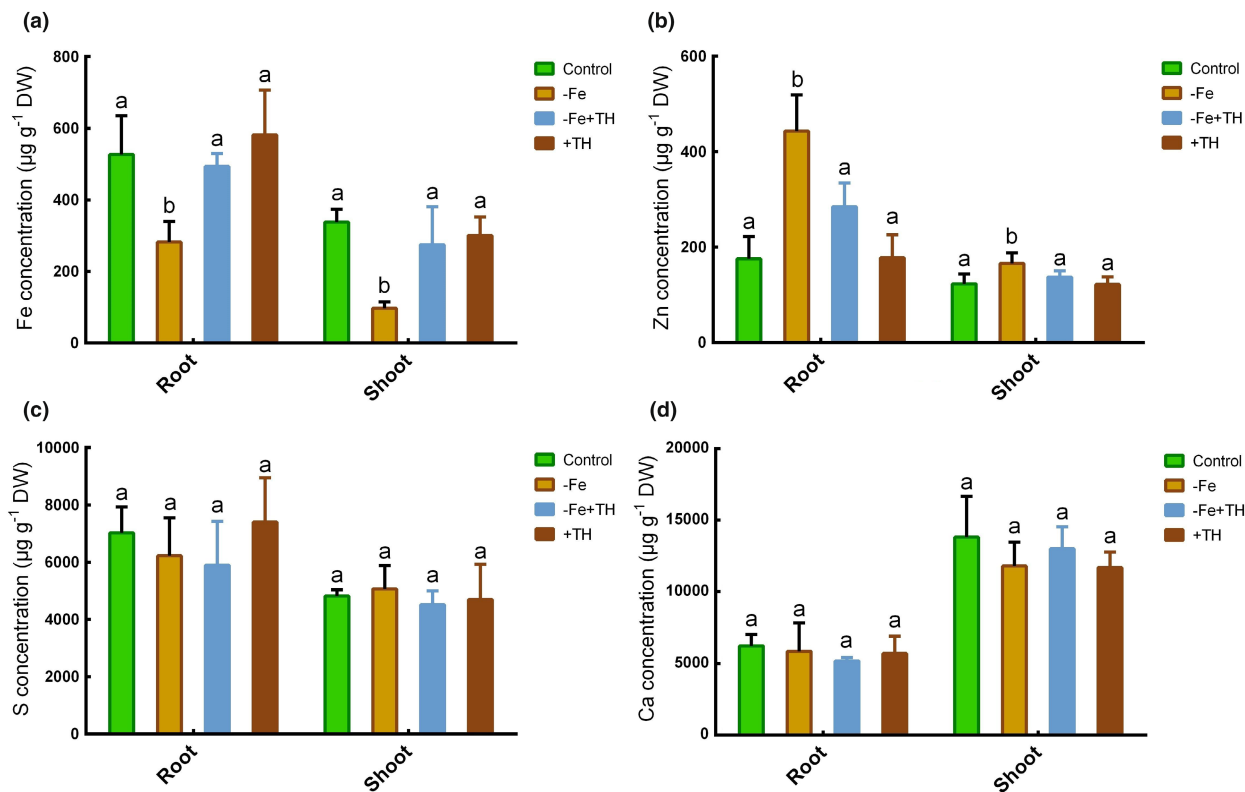 (a)
Fe concentration (µg g⁻¹ DW)
800
600
400
200
0
a
b
a
a
a
b
a
a
Root
Shoot
Control
-Fe
-Fe+TH
+TH
(b)
Zn concentration (µg g⁻¹ DW)
600
400
200
0
a
b
a
a
a
b
a
a
Root
Shoot
Control
-Fe
-Fe+TH
+TH
(c)
S concentration (µg g⁻¹ DW)
10000
8000
6000
4000
2000
0
a
a
a
a
a
a
a
a
Root
Shoot
Control
-Fe
-Fe+TH
+TH
(d)
Ca concentration (µg g⁻¹ DW)
20000
15000
10000
5000
0
a
a
a
a
a
a
a
a
Root
Shoot
Control
-Fe
-Fe+TH
+TH